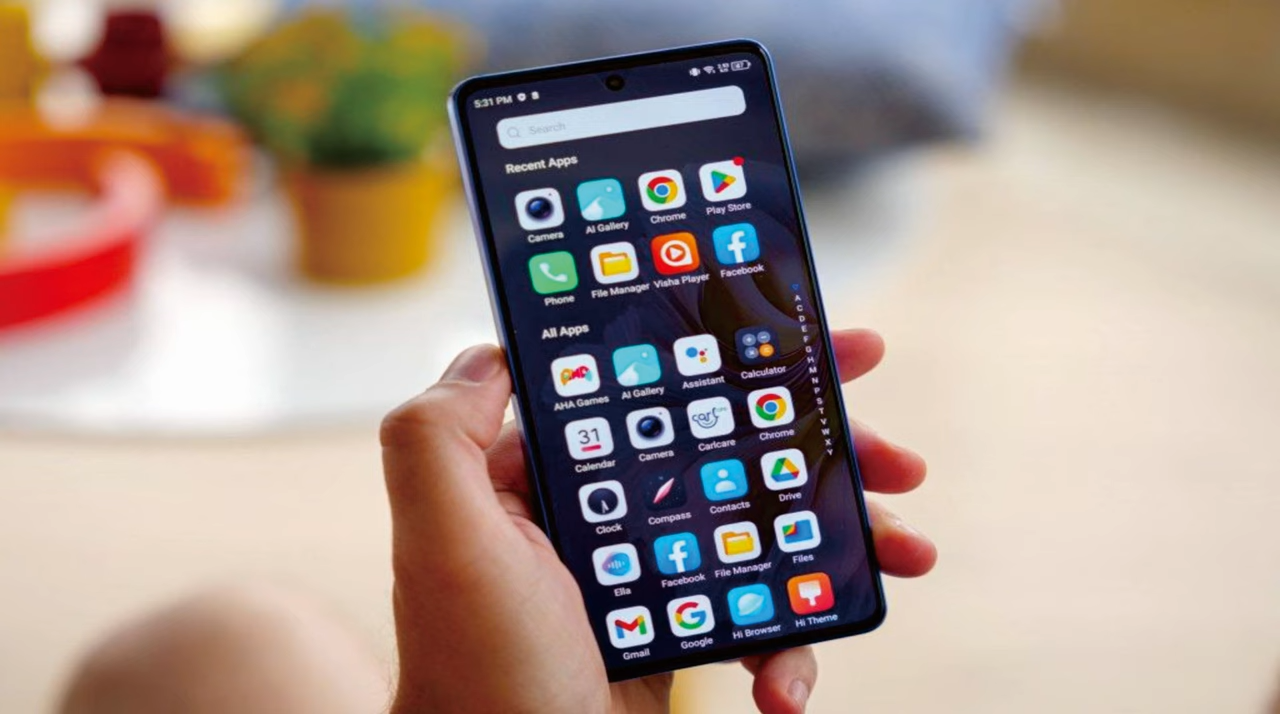 5:31 PM
Search
Recent Apps
Camera AI Gallery Chrome Play Store
Phone File Manager Visha Player Facebook
All Apps
AHA Games AI Gallery Assistant Calculator
31
Calendar Camera Carlcare Chrome
Clock Compass Contacts Drive
Ella Facebook File Manager Files
Gmail Google Hi Browser Hi Theme
A
C
D
E
F
G
H
M
N
P
S
T
V
W
X
Y